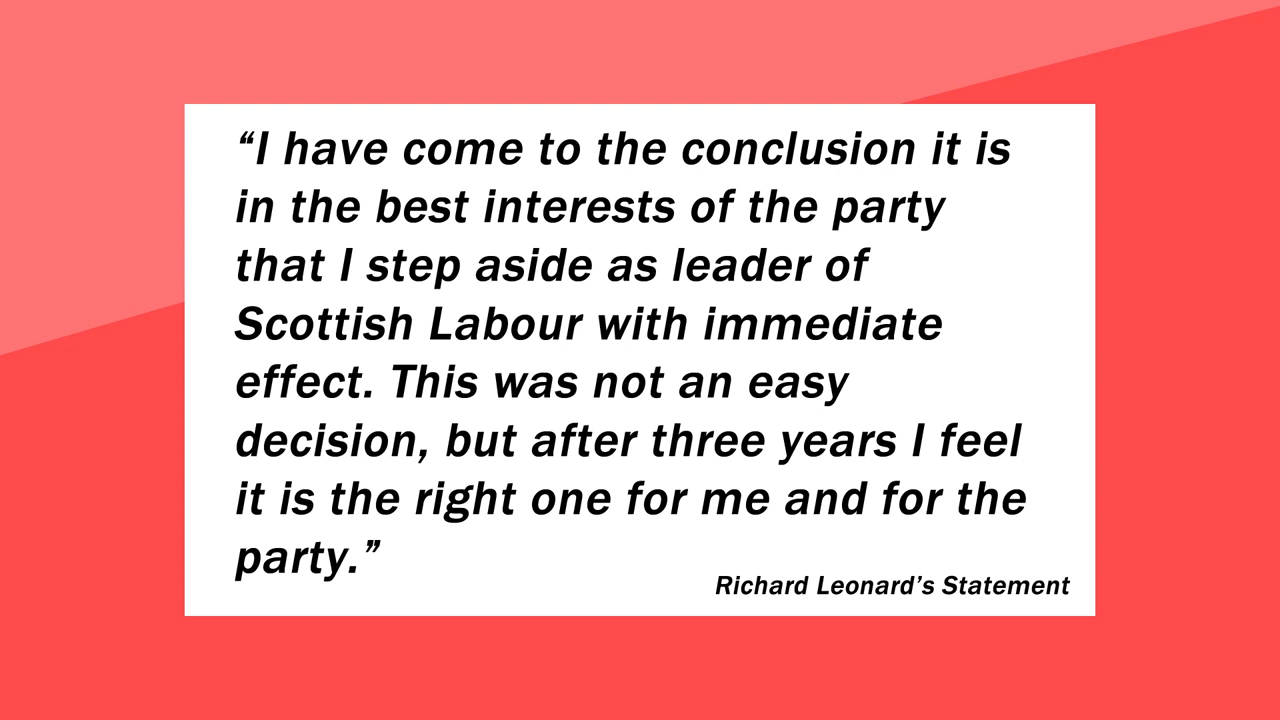 “I have come to the conclusion it is
in the best interests of the party
that I step aside as leader of
Scottish Labour with immediate
effect. This was not an easy
decision, but after three years I feel
it is the right one for me and for the
party.”
Richard Leonard’s Statement